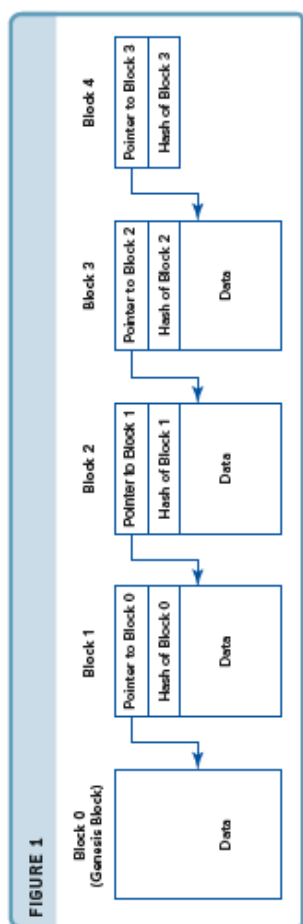 FIGURE 1
Block 0
(Genesis Block)
Data
Block 1
Pointer to Block 0
Hash of Block 0
Data
Block 2
Pointer to Block 1
Hash of Block 1
Data
Block 3
Pointer to Block 2
Hash of Block 2
Data
Block 4
Pointer to Block 3
Hash of Block 3